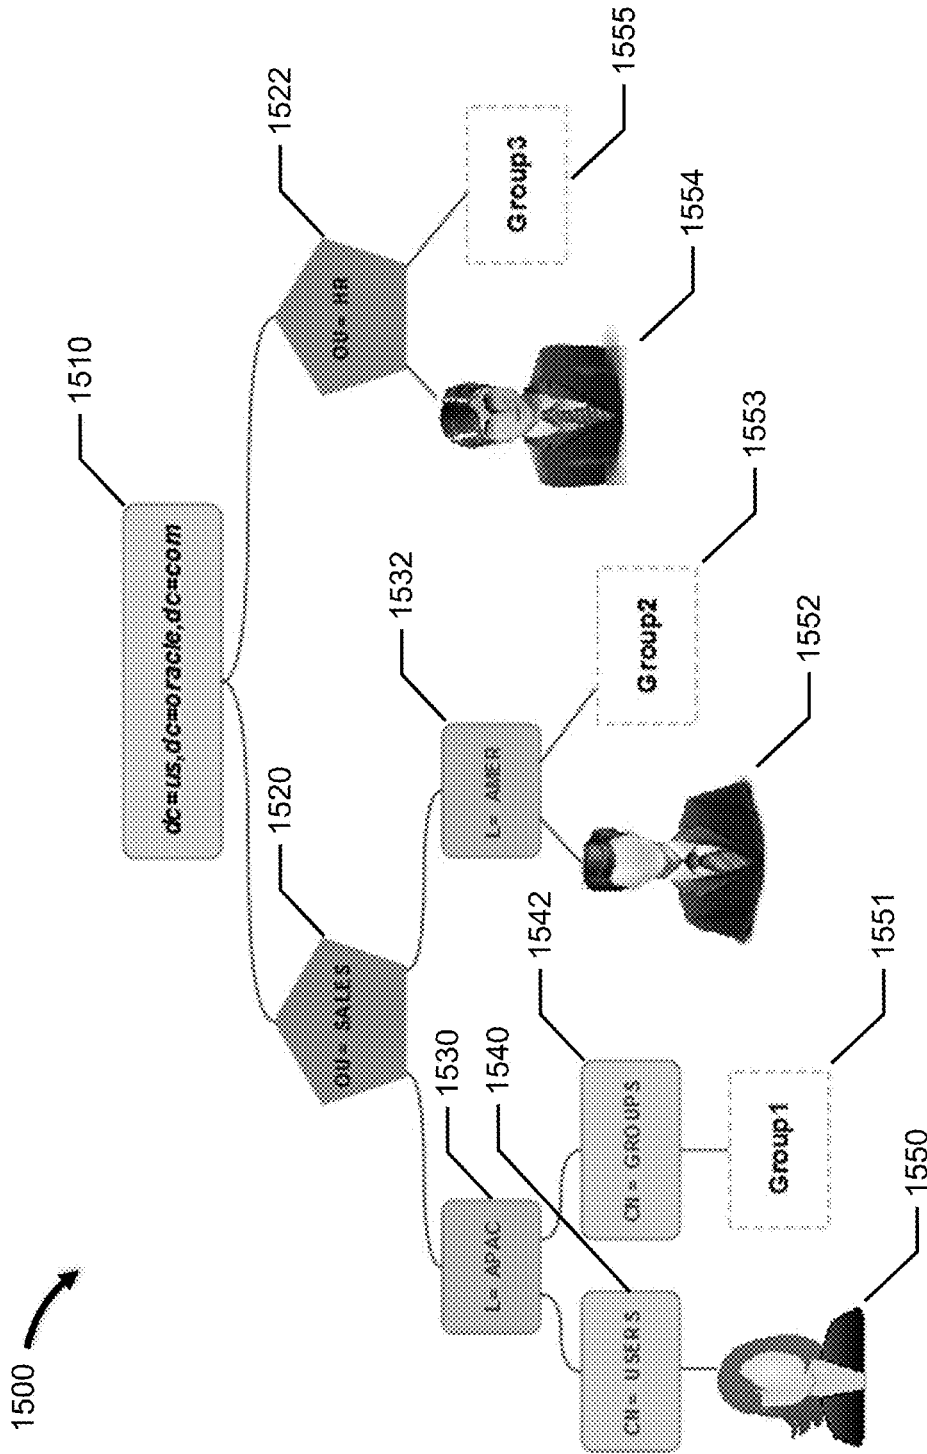 1500
1510
dc=us,dc=oracle,dc=com
1520
1522
OU = SALES
OU = HR
1530
1532
L= APAC
L= AMER
1554
1555
Group3
1540
1542
1553
CN = USERS
CN = GROUPS
Group2
1552
1550
1551
Group1